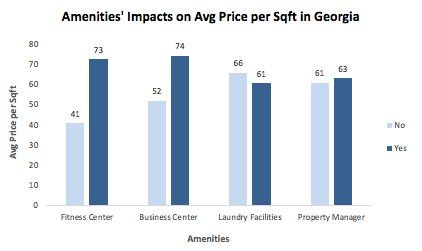 Amenities' Impacts on Avg Price per Sqft in Georgia
80
70
60
50
40
30
20
10
0
Avg Price per Sqft
41
73
52
74
66
61
61
63
Fitness Center
Business Center
Laundry Facilities
Property Manager
Amenities
No
Yes